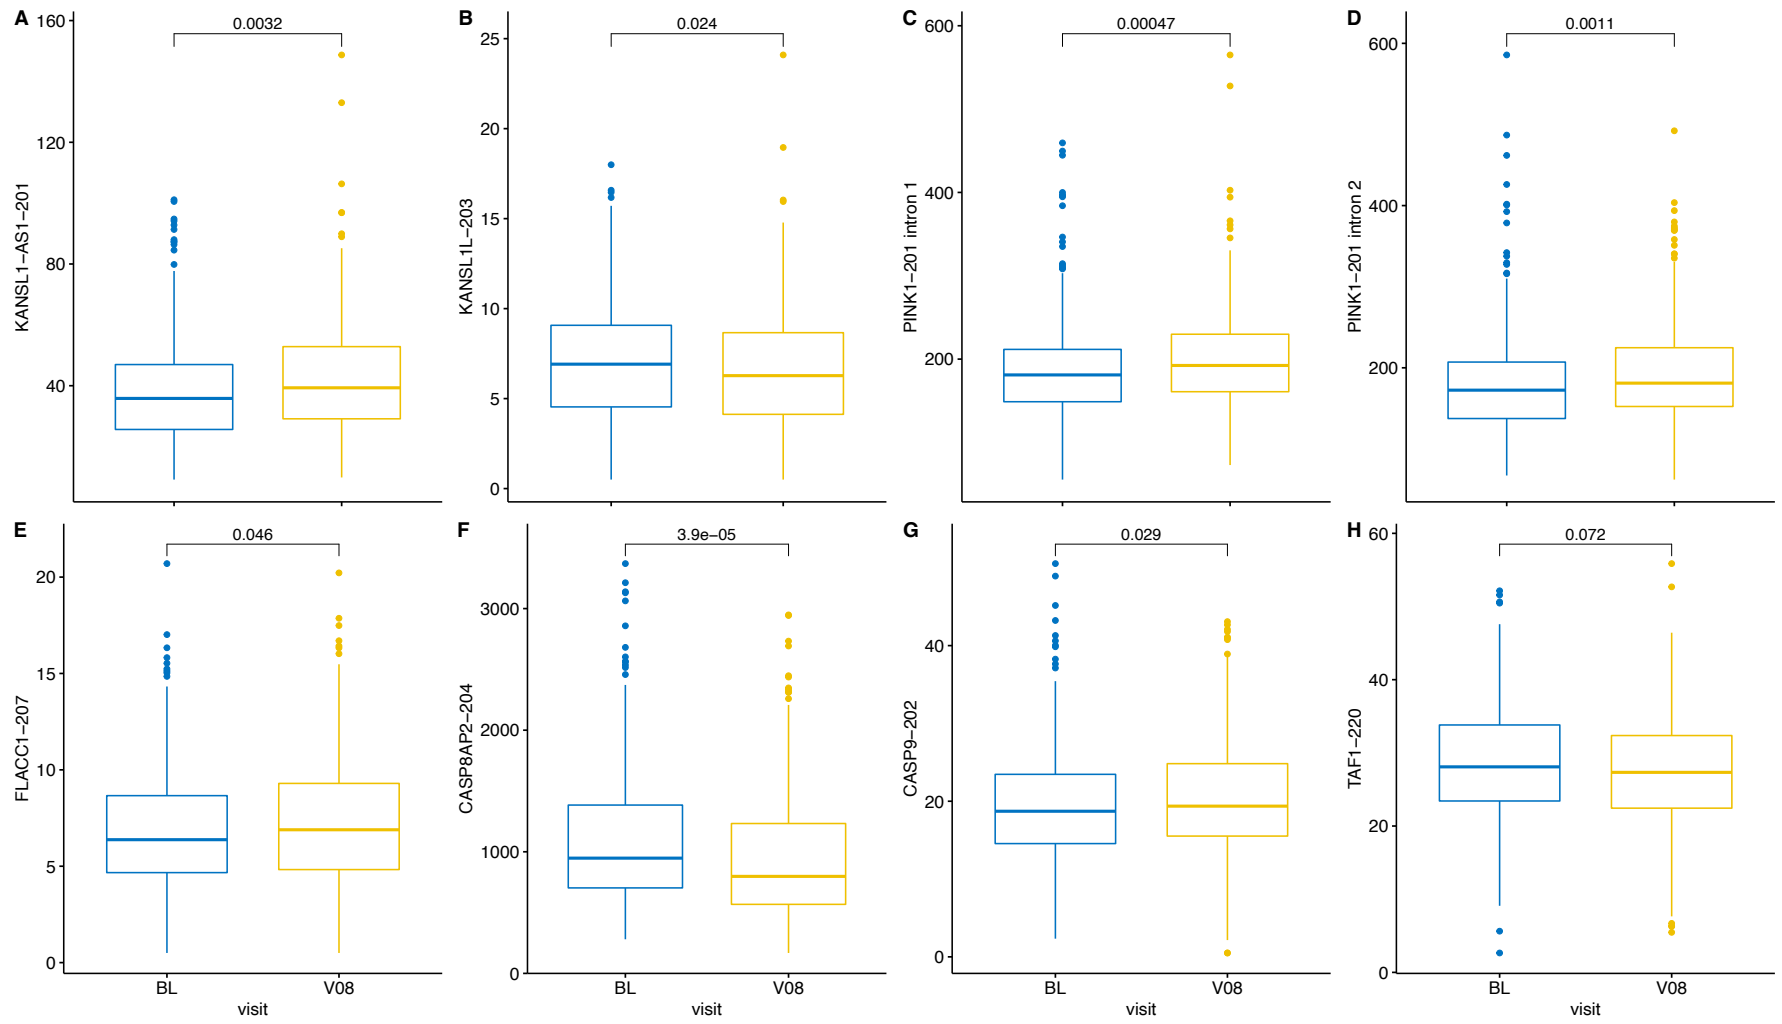 A
0.0032
160
120
80
40
KANSL1−AS1−201
B
0.024
25
20
15
10
5
0
KANSL1L−203
C
0.00047
600
400
200
PINK1−201 intron 1
D
0.0011
600
400
200
PINK1−201 intron 2
E
0.046
20
15
10
5
0
FLACC1−207
BL
V08
visit
F
3.9e−05
3000
2000
1000
0
CASP8AP2−204
BL
V08
visit
G
0.029
40
20
0
CASP9−202
BL
V08
visit
H
0.072
60
40
20
0
TAF1−220
BL
V08
visit